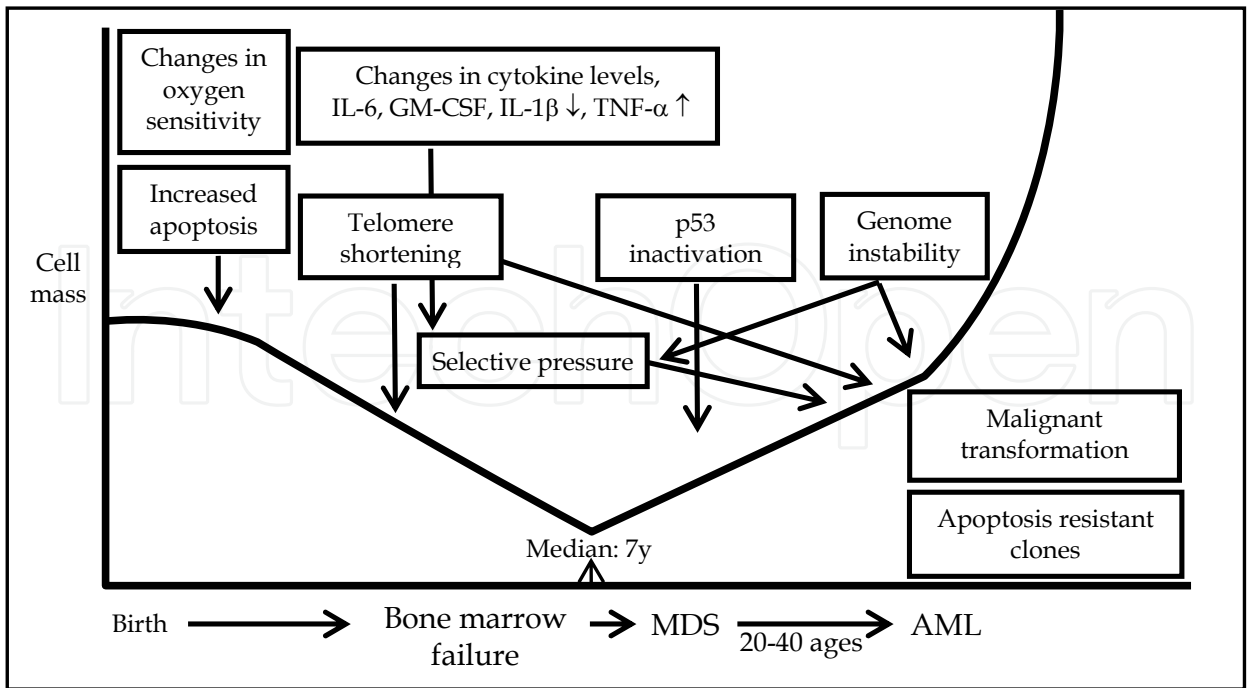 Changes in
oxygen
sensitivity
Changes in cytokine levels,
IL-6, GM-CSF, IL-1β ↓, TNF-α ↑
Increased
apoptosis
Telomere
shortening
p53
inactivation
Genome
instability
Cell
mass
IntechOpen
Selective pressure
Malignant
transformation
Apoptosis resistant
clones
Median: 7y
Birth
Bone marrow
failure
MDS
20-40 ages
AML